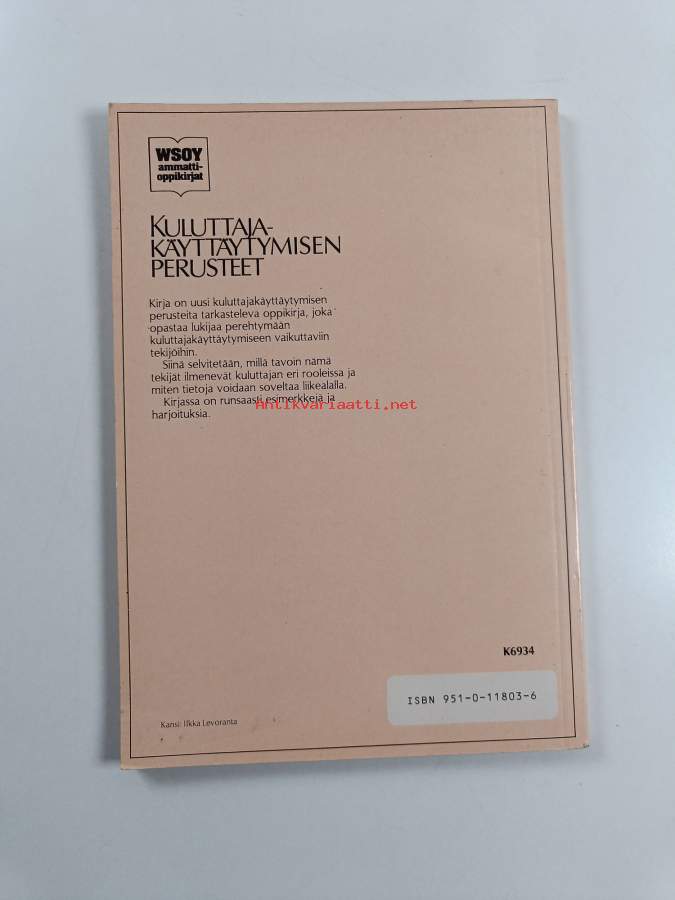 WSOY
ammatti-
oppikirjat
KULUTTAJA-
KÄYTTÄYTYMISEN
PERUSTEET
Kirja on uusi kuluttajakäyttäytymisen
perusteita tarkasteleva oppikirja, joka
opastaa lukijaa perehtymään
kuluttajakäyttäytymiseen vaikuttaviin
tekijöihin.
Siinä selvitetään, millä tavoin nämä
tekijät ilmenevät kuluttajan eri rooleissa ja
miten tietoja voidaan soveltaa liikealalla.
Kirjassa on runsaasti esimerkkejä ja
harjoituksia.
Antikvariaatti.net
K6934
ISBN 951-0-11803-6
Kansi: Ilkka Levoranta